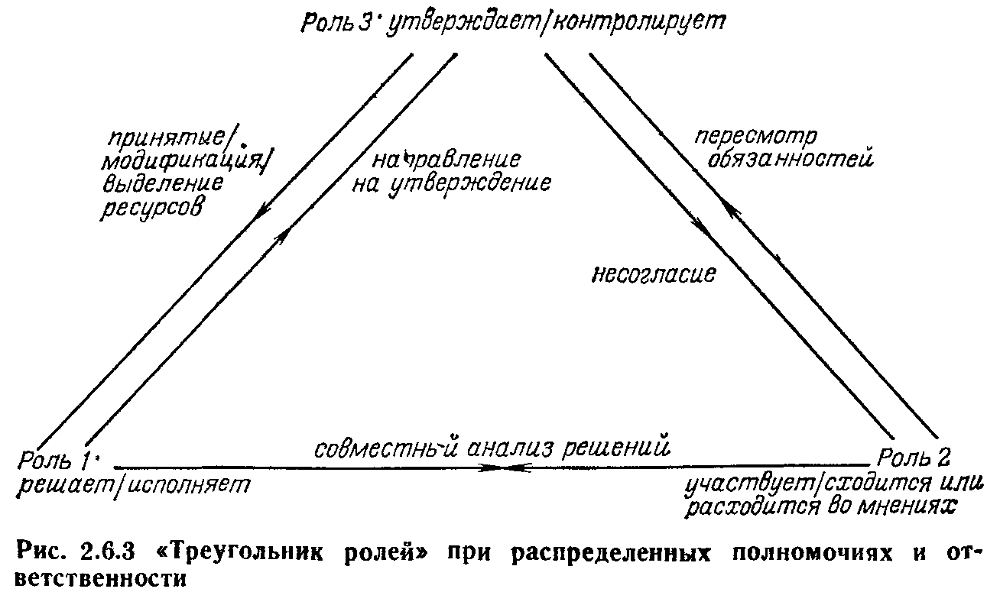 Роль 3· утверждает/контролирует
принятые/
модификация/
выделение
ресурсов
направление
на утверждение
пересмотр
обязанностей
несогласие
совместный анализ решений
Роль 1·
решает/исполняет
Роль 2
участвует/сходится или
расходится во мнениях
Рис. 2.6.3 «Треугольник ролей» при распределенных полномочиях и от-
ветственности